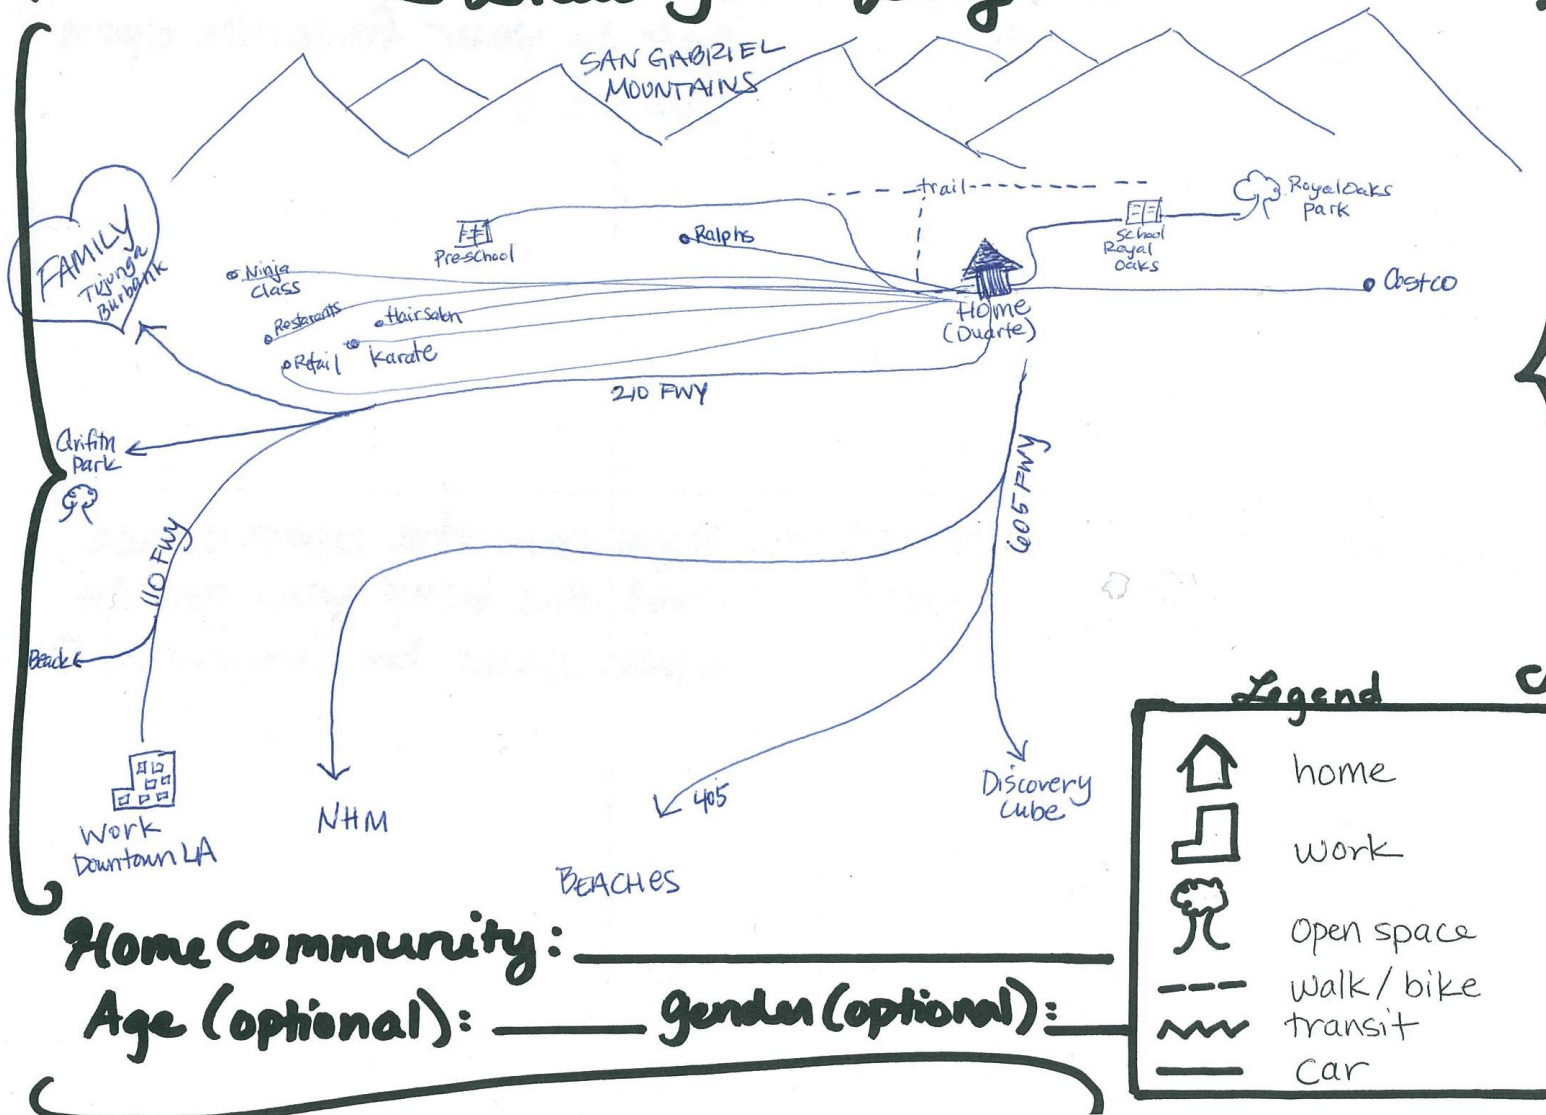 SAN GABRIEL
MOUNTAINS
FAMILY
Tujunga
Burbank
trail
Royal Oaks
Park
School
Royal
Oaks
Pre-school
Ralphs
Ninja
Class
Restarants
Hair salon
Retail
Karate
Home
(Duarte)
Costco
210 FWY
Grifith
Park
605 FWY
110 FWY
Beach
Work
Downtown LA
NHM
405
Discovery
Cube
BEACHES
Legend
home
work
Open space
walk/bike
transit
car
Home Community:
Age (optional):
gender (optional):